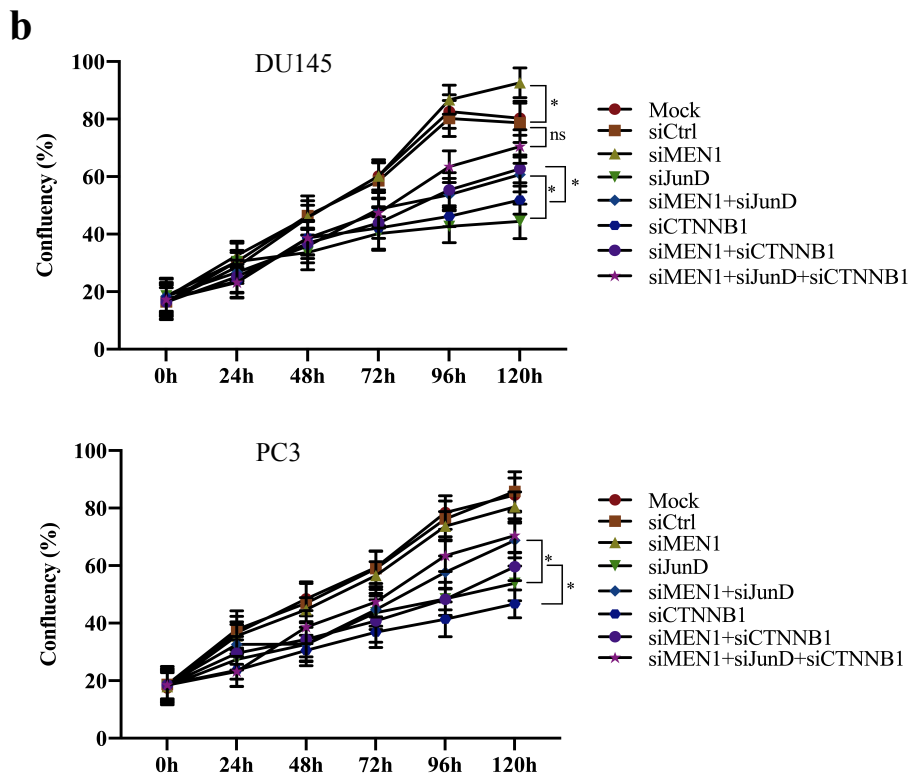 b
DU145
Confluency (%)
100
80
60
40
20
0
0h 24h 48h 72h 96h 120h
*
ns
*
*
Mock
siCtrl
siMEN1
siJunD
siMEN1+siJunD
siCTNNB1
siMEN1+siCTNNB1
siMEN1+siJunD+siCTNNB1
PC3
Confluency (%)
100
80
60
40
20
0
0h 24h 48h 72h 96h 120h
*
*
Mock
siCtrl
siMEN1
siJunD
siMEN1+siJunD
siCTNNB1
siMEN1+siCTNNB1
siMEN1+siJunD+siCTNNB1